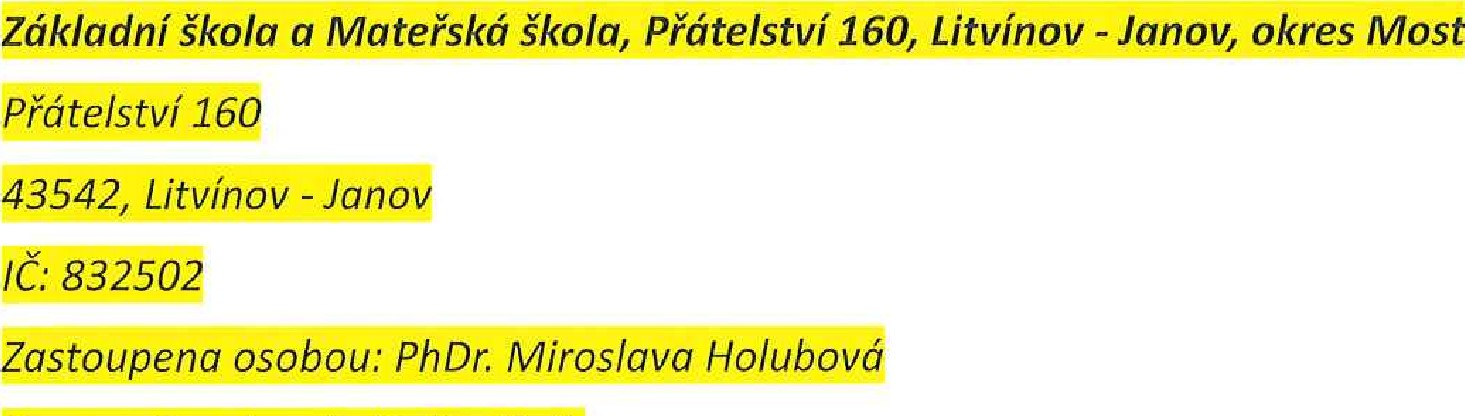 Základní škola a Mateřská škola, Přátelství 160, Litvínov - Janov, okres Most
Přátelství 160
43542, Litvínov - Janov
IČ: 832502
Zastoupena osobou: PhDr. Miroslava Holubová